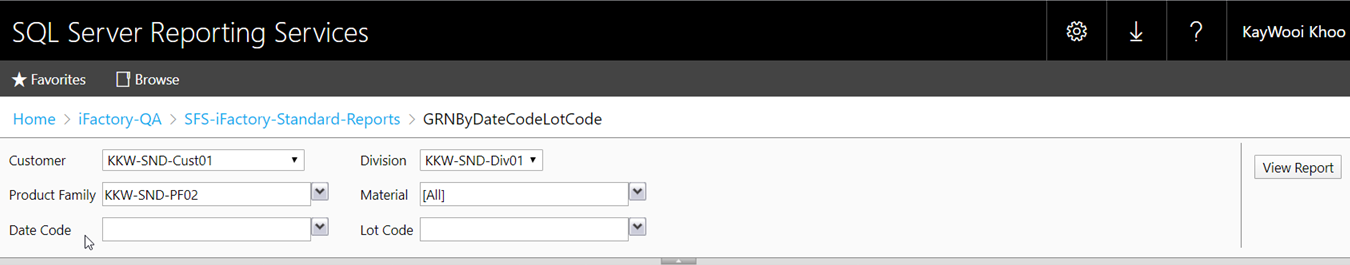 SQL Server Reporting Services
? KayWooi Khoo
Favorites Browse
Home > iFactory-QA > SFS-iFactory-Standard-Reports > GRNByDateCodeLotCode
Customer KKW-SND-Cust01 Division KKW-SND-Div01 View Report
Product Family KKW-SND-PF02 Material [All]
Date Code Lot Code